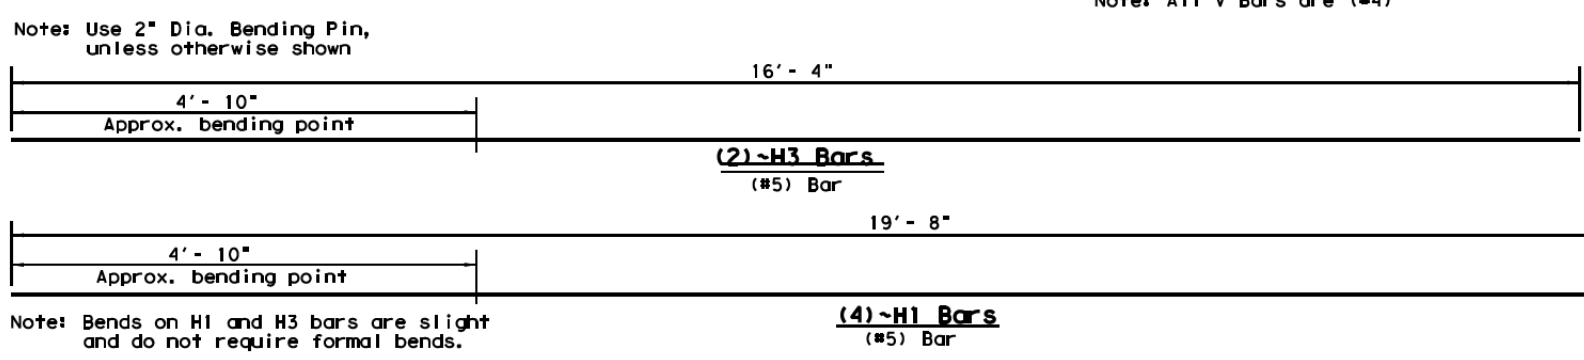 Note: All V Bars are (#4)
Note: Use 2" Dia. Bending Pin,
unless otherwise shown
16'- 4"
4'- 10"
Approx. bending point
(2)~H3 Bars
(#5) Bar
19'- 8"
4'- 10"
Approx. bending point
(4)~H1 Bars
(#5) Bar
Note: Bends on H1 and H3 bars are slight
and do not require formal bends.